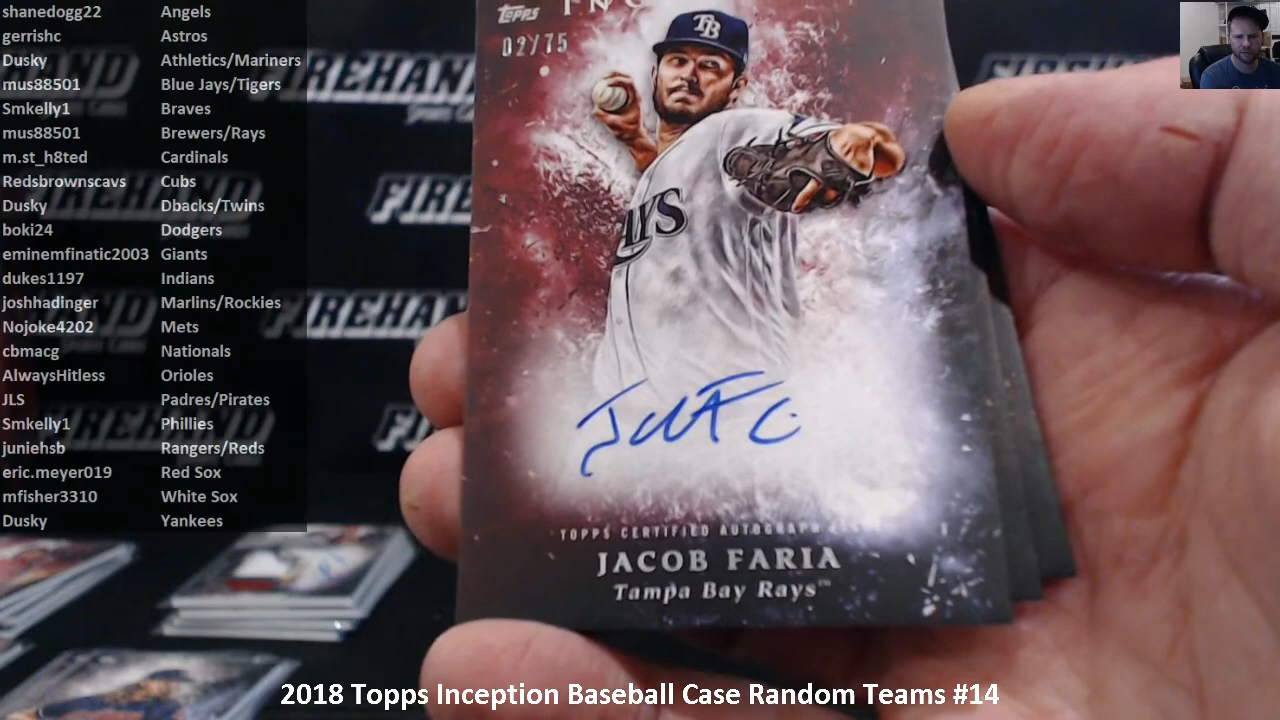 shanedogg22 Angels
gerrishc Astros
Dusky Athletics/Mariners
mus88501 Blue Jays/Tigers
Smkelly1 Braves
mus88501 Brewers/Rays
m.st_h8ted Cardinals
Redsbrownscavs Cubs
Dusky Dbacks/Twins
boki24 Dodgers
eminemfinatic2003 Giants
dukes1197 Indians
joshhadinger Marlins/Rockies
Nojoke4202 Mets
cbmacg Nationals
AlwaysHitless Orioles
JLS Padres/Pirates
Smkelly1 Phillies
juniehsb Rangers/Reds
eric.meyer019 Red Sox
mfisher3310 White Sox
Dusky Yankees
Topps
02/75
TB
AYS
TOPPS CERTIFIED AUTOGRAPH
JACOB FARIA
Tampa Bay Rays™
2018 Topps Inception Baseball Case Random Teams #14